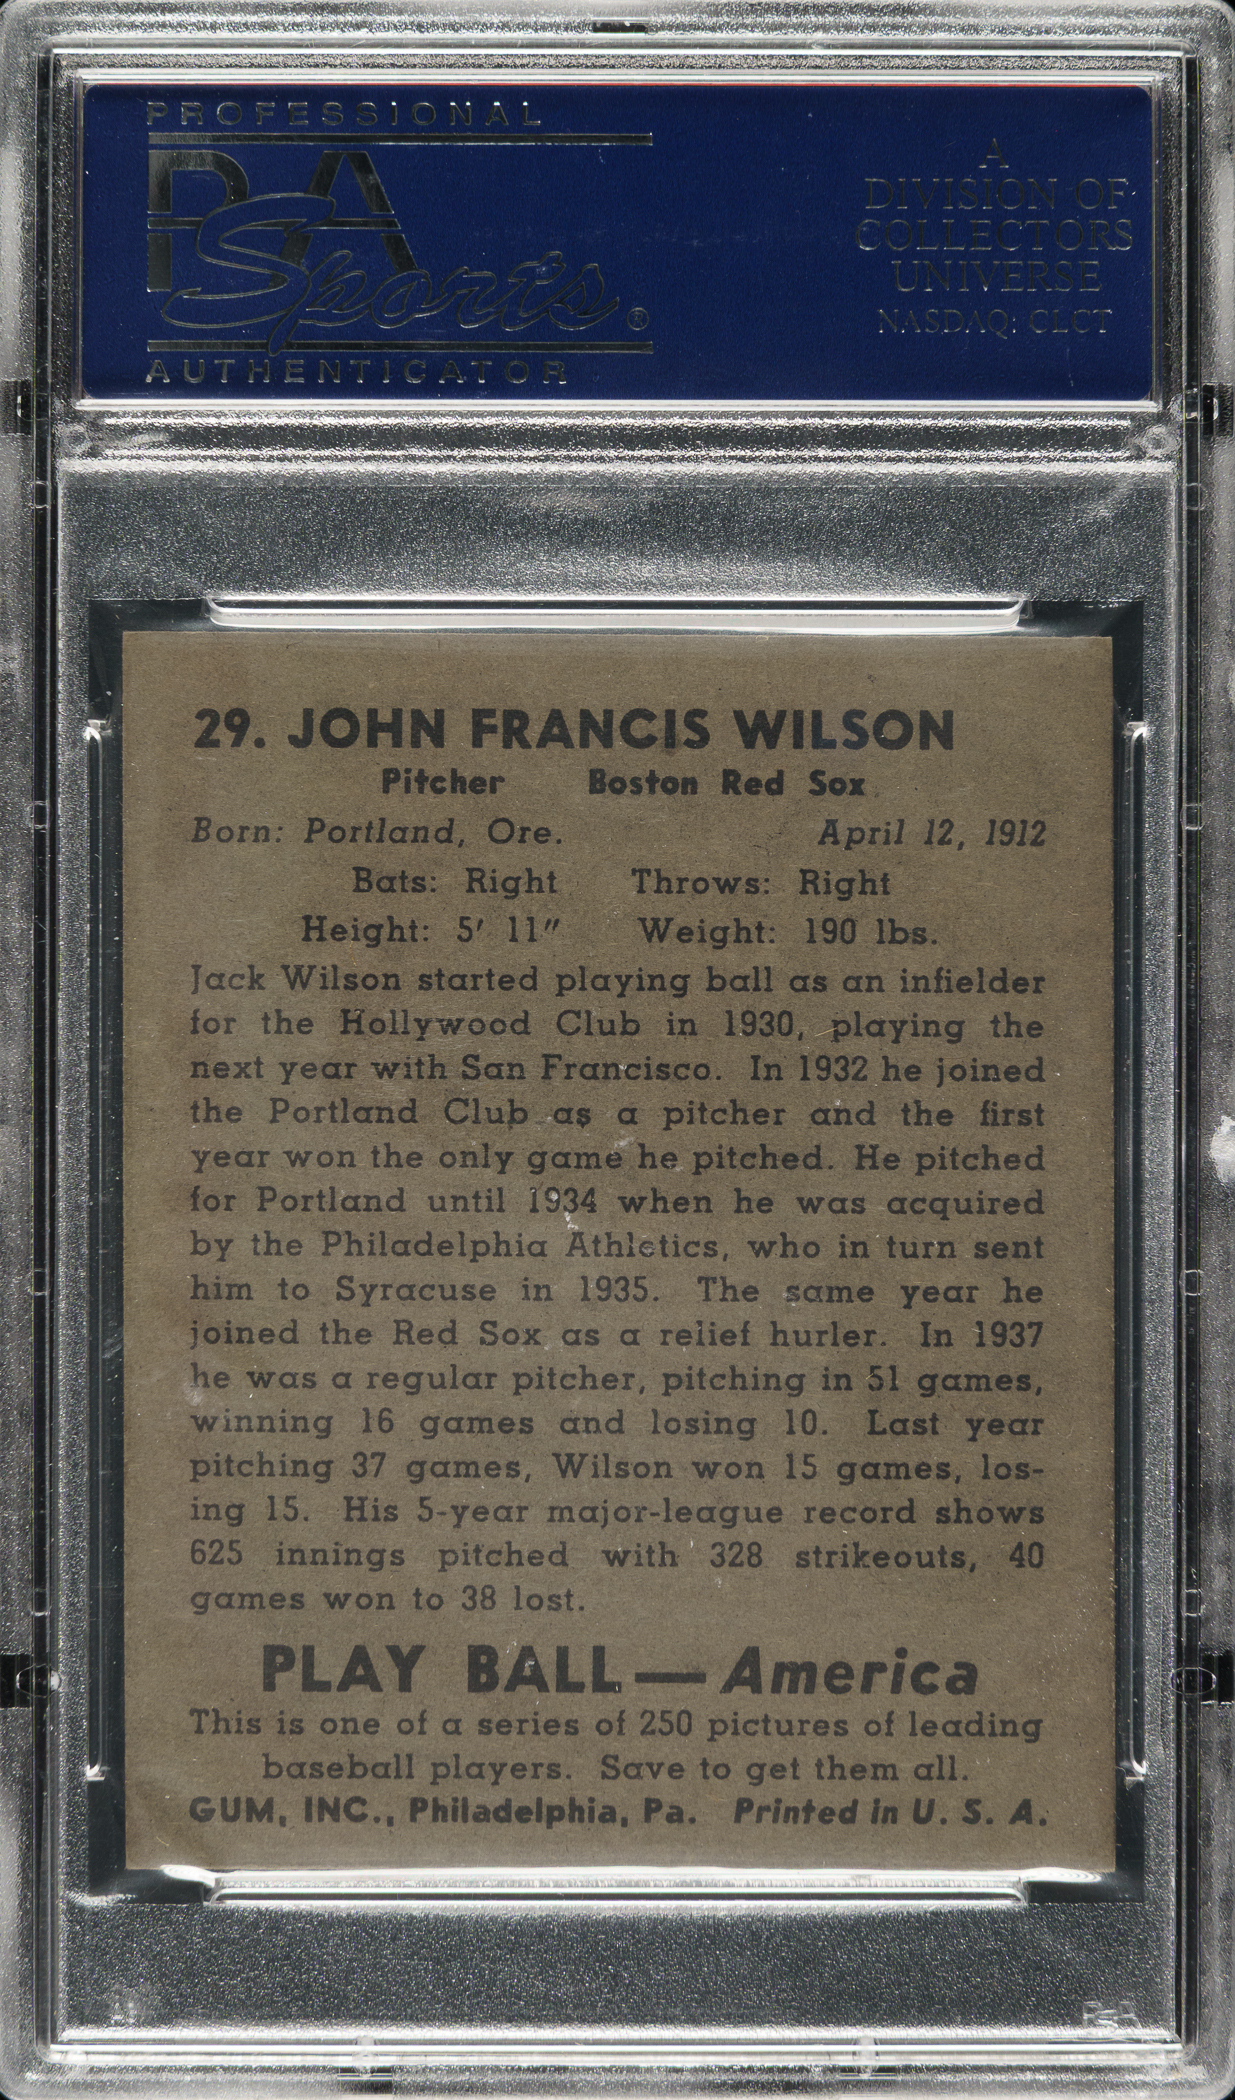 PROFESSIONAL
PSA
Sports®
AUTHENTICATOR
A
DIVISION OF
COLLECTORS
UNIVERSE
NASDAQ: CLCT
29. JOHN FRANCIS WILSON
Pitcher Boston Red Sox
Born: Portland, Ore. April 12, 1912
Bats: Right Throws: Right
Height: 5′ 11″ Weight: 190 lbs.
Jack Wilson started playing ball as an infielder
for the Hollywood Club in 1930, playing the
next year with San Francisco. In 1932 he joined
the Portland Club as a pitcher and the first
year won the only game he pitched. He pitched
for Portland until 1934 when he was acquired
by the Philadelphia Athletics, who in turn sent
him to Syracuse in 1935. The same year he
joined the Red Sox as a relief hurler. In 1937
he was a regular pitcher, pitching in 51 games,
winning 16 games and losing 10. Last year
pitching 37 games, Wilson won 15 games, los-
ing 15. His 5-year major-league record shows
625 innings pitched with 328 strikeouts, 40
games won to 38 lost.
PLAY BALL—America
This is one of a series of 250 pictures of leading
baseball players. Save to get them all.
GUM, INC., Philadelphia, Pa. Printed in U. S. A.
PSA